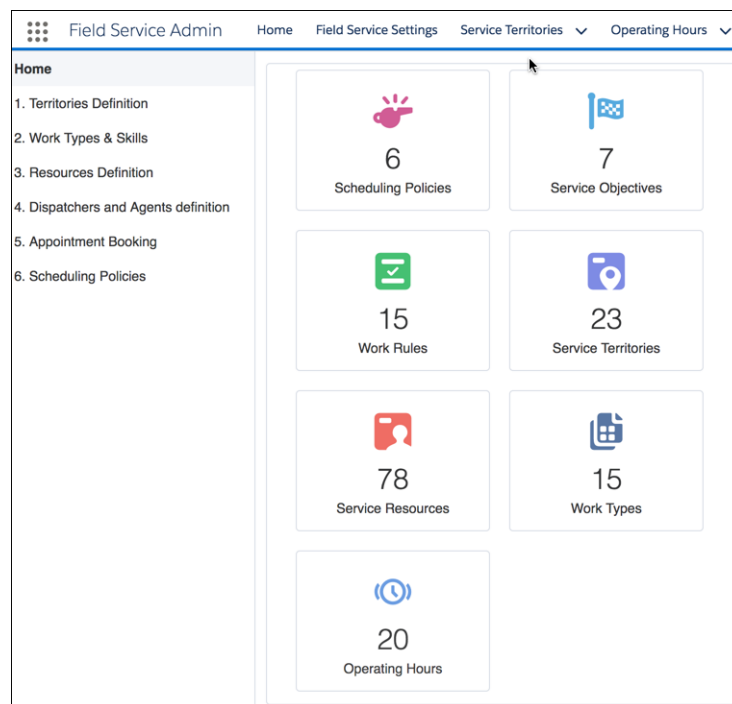 Field Service Admin Home Field Service Settings Service Territories Operating Hours
Home
1. Territories Definition
2. Work Types & Skills
3. Resources Definition
4. Dispatchers and Agents definition
5. Appointment Booking
6. Scheduling Policies
6
Scheduling Policies
7
Service Objectives
15
Work Rules
23
Service Territories
78
Service Resources
15
Work Types
20
Operating Hours